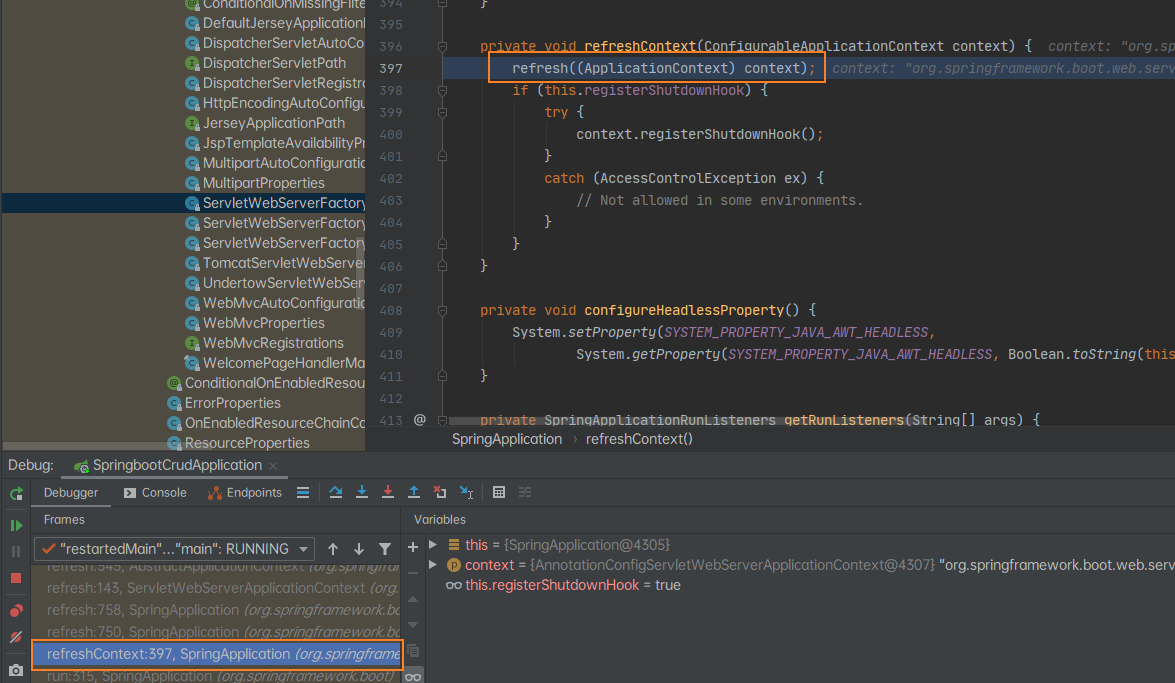 ConditionalOnMissingFilte
DefaultJerseyApplication
DispatcherServletAutoCo
DispatcherServletPath
DispatcherServletRegistra
HttpEncodingAutoConfigu
JerseyApplicationPath
JspTemplateAvailabilityPr
MultipartAutoConfiguratio
MultipartProperties
ServletWebServerFactory
ServletWebServerFactory
ServletWebServerFactory
TomcatServletWebServe
UndertowServletWebSer
WebMvcAutoConfiguratio
WebMvcProperties
WebMvcRegistrations
WelcomePageHandlerMa
ConditionalOnEnabledResou
ErrorProperties
OnEnabledResourceChainCo
ResourceProperties
394 }
395
396 private void refreshContext(ConfigurableApplicationContext context) { context: "org.sp
397 refresh((ApplicationContext) context); context: "org.springframework.boot.web.serv
398 if (this.registerShutdownHook) {
399 try {
400 context.registerShutdownHook();
401 }
402 catch (AccessControlException ex) {
403 // Not allowed in some environments.
404 }
405 }
406 }
407
408 private void configureHeadlessProperty() {
409 System.setProperty(SYSTEM_PROPERTY_JAVA_AWT_HEADLESS,
410 System.getProperty(SYSTEM_PROPERTY_JAVA_AWT_HEADLESS, Boolean.toString(this
411 }
412
413 @ private SpringApplicationRunListeners getRunListeners(String[] args) {
SpringApplication › refreshContext()
Debug: SpringbootCrudApplication ×
Debugger Console Endpoints
Frames
"restartedMain"..."main": RUNNING
refresh:545, AbstractApplicationContext (org.springfr
refresh:143, ServletWebServerApplicationContext (org.
refresh:758, SpringApplication (org.springframework.bo
refresh:750, SpringApplication (org.springframework.bo
refreshContext:397, SpringApplication (org.springframe
run:315, SpringApplication (org.springframework.boot)
Variables
this = {SpringApplication@4305}
context = {AnnotationConfigServletWebServerApplicationContext@4307} "org.springframework.boot.web.serv
this.registerShutdownHook = true